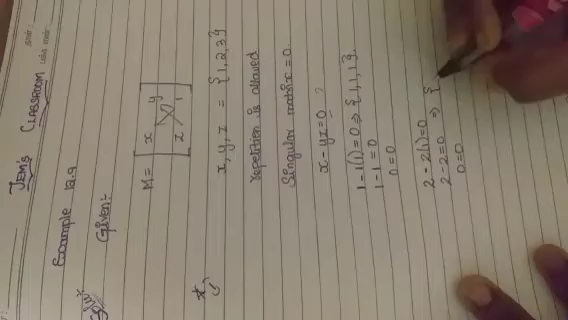 JEM's CLASSROOM
Example 12.9
Given:-
M = [ x y
z 1 ]
x, y, z = {1, 2, 3}
repetition is allowed
Singular matrix = 0
x - yz = 0
1 - 1(1) = 0 ⇒ {1, 1, 1}
1 - 1 = 0
0 = 0
2 - 2(1) = 0
2 - 2 = 0 ⇒ {
0 = 0